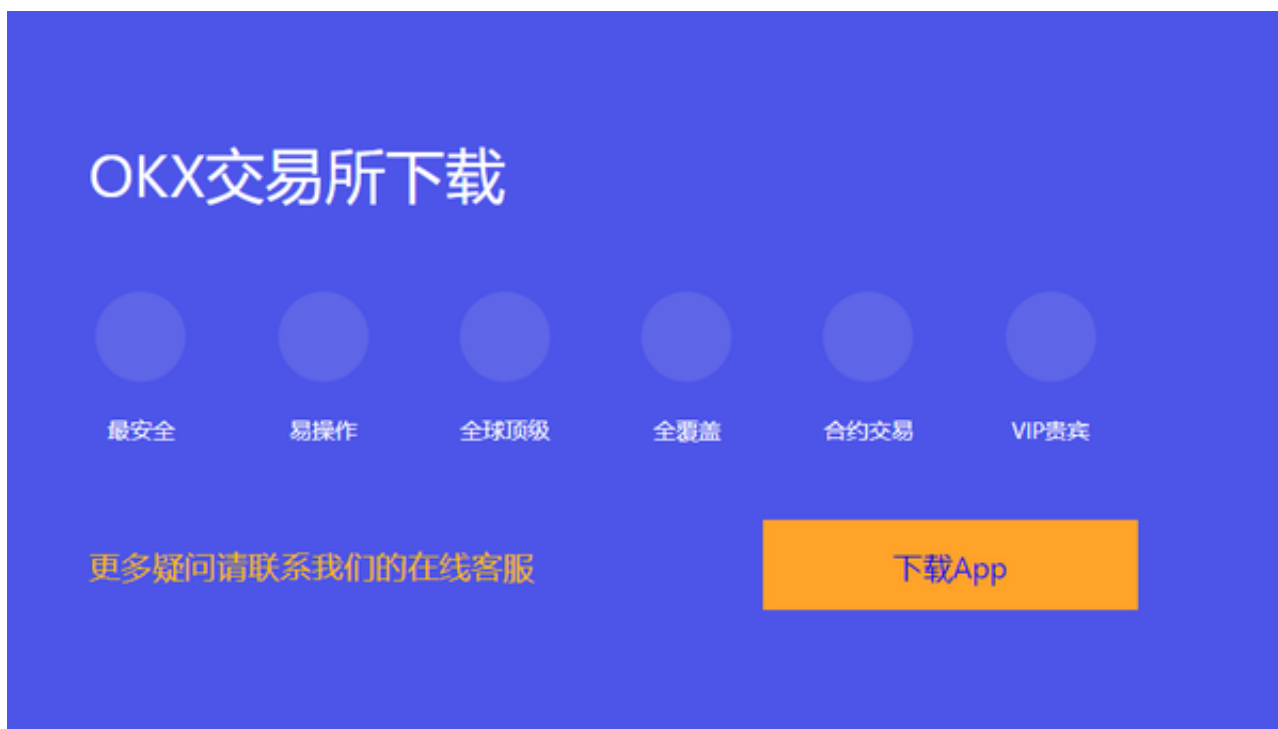 OKX交易所下载
最安全
易操作
全球顶级
全覆盖
合约交易
VIP贵宾
更多疑问请联系我们的在线客服
下载App